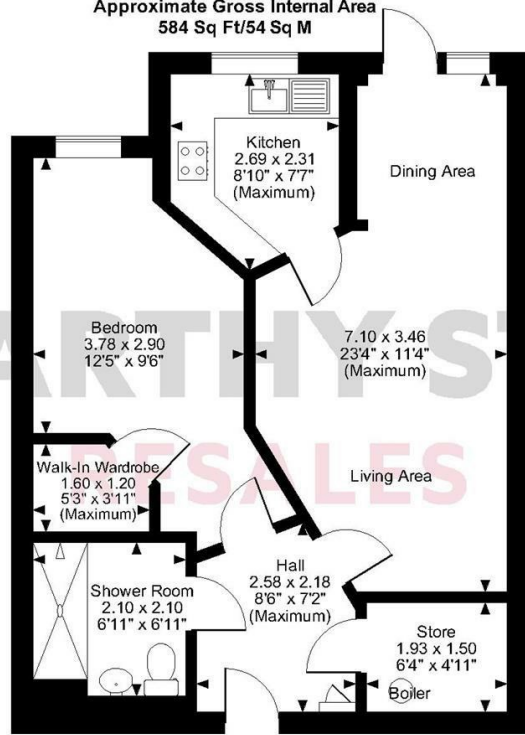 Approximate Gross Internal Area
584 Sq Ft/54 Sq M
Kitchen
2.69 x 2.31
8'10" x 7'7"
(Maximum)
Dining Area
Bedroom
3.78 x 2.90
12'5" x 9'6"
7.10 x 3.46
23'4" x 11'4"
(Maximum)
ARTHY S
RESALES
Walk-In Wardrobe
1.60 x 1.20
5'3" x 3'11"
(Maximum)
Living Area
Hall
2.58 x 2.18
8'6" x 7'2"
(Maximum)
Shower Room
2.10 x 2.10
6'11" x 6'11"
Store
1.93 x 1.50
6'4" x 4'11"
Boiler